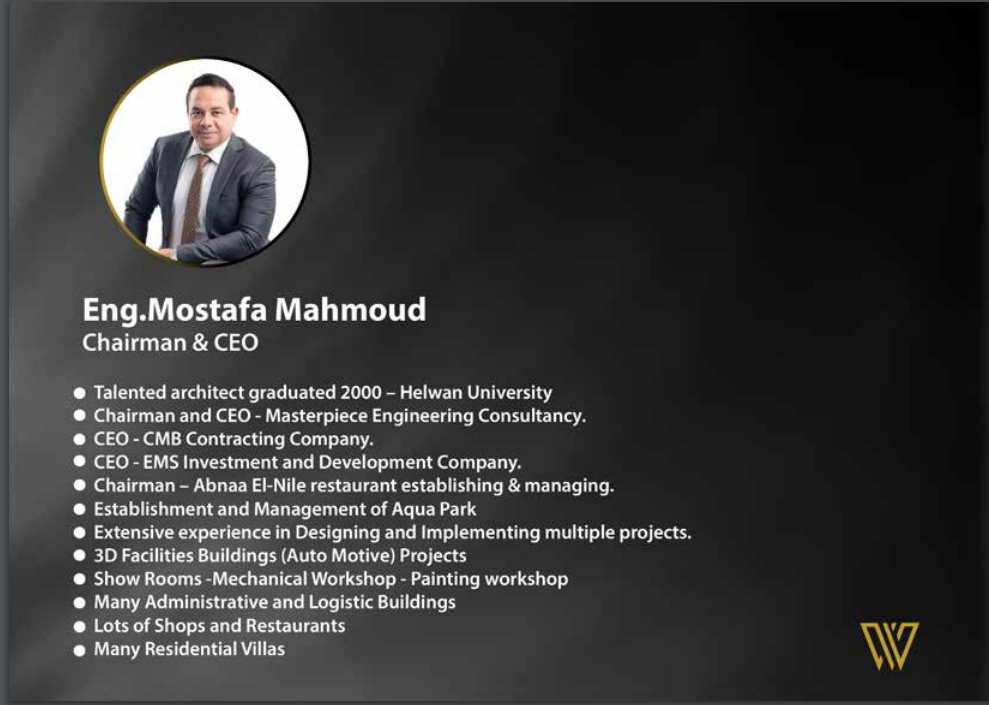 Eng.Mostafa Mahmoud
Chairman & CEO
Talented architect graduated 2000 – Helwan University
Chairman and CEO - Masterpiece Engineering Consultancy.
CEO - CMB Contracting Company.
CEO - EMS Investment and Development Company.
Chairman – Abnaa El-Nile restaurant establishing & managing.
Establishment and Management of Aqua Park
Extensive experience in Designing and Implementing multiple projects.
3D Facilities Buildings (Auto Motive) Projects
Show Rooms -Mechanical Workshop - Painting workshop
Many Administrative and Logistic Buildings
Lots of Shops and Restaurants
Many Residential Villas